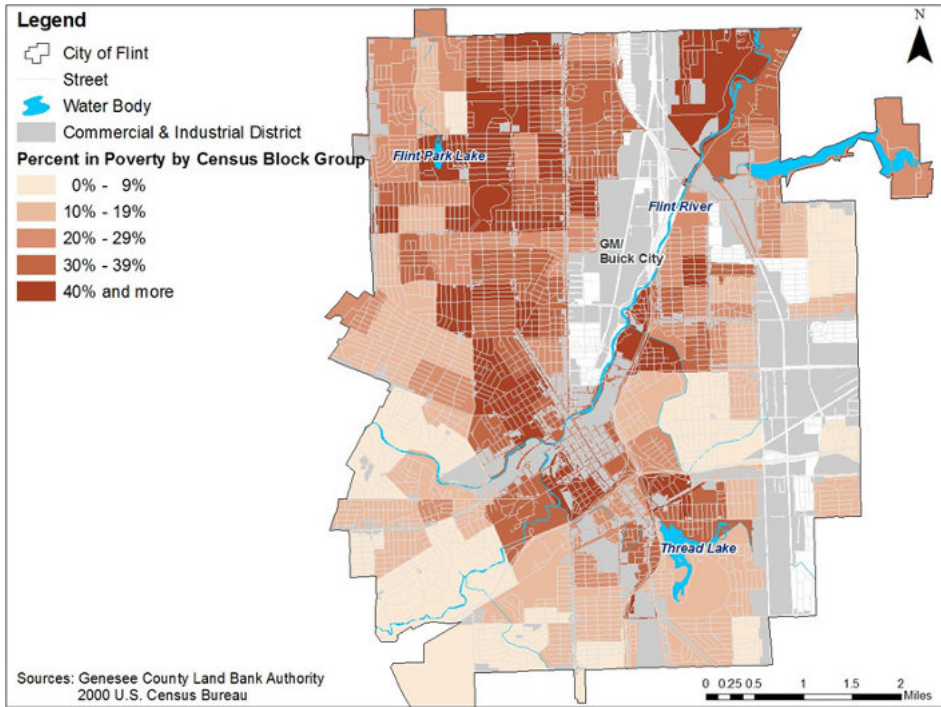 Legend
City of Flint
Street
Water Body
Commercial & Industrial District
Percent in Poverty by Census Block Group
0% - 9%
10% - 19%
20% - 29%
30% - 39%
40% and more
N
Flint Park Lake
Flint River
GM/
Buick City
Thread Lake
Sources: Genesee County Land Bank Authority
2000 U.S. Census Bureau
0 0.25 0.5 1 1.5 2
Miles